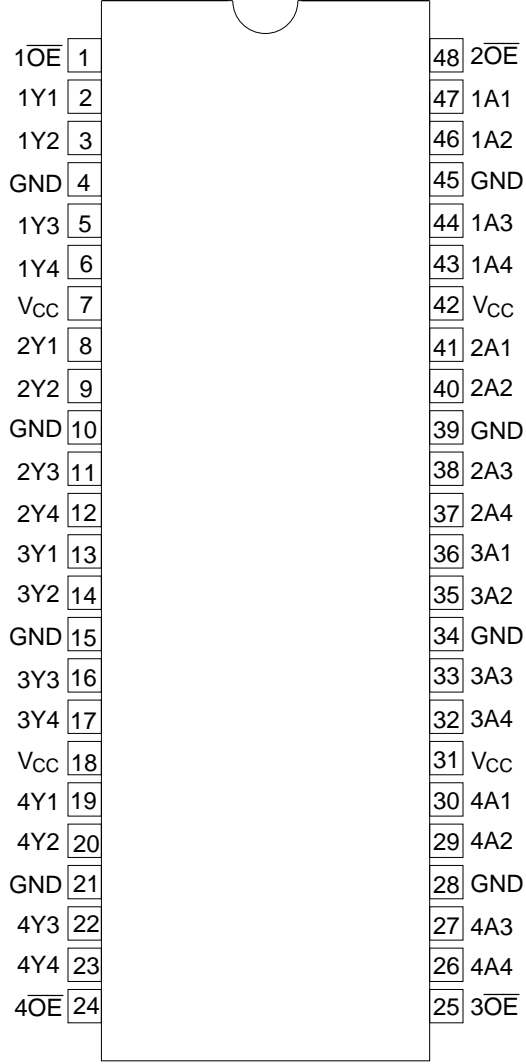 1O̅E̅ 1 48 2O̅E̅
1Y1 2 47 1A1
1Y2 3 46 1A2
GND 4 45 GND
1Y3 5 44 1A3
1Y4 6 43 1A4
VCC 7 42 VCC
2Y1 8 41 2A1
2Y2 9 40 2A2
GND 10 39 GND
2Y3 11 38 2A3
2Y4 12 37 2A4
3Y1 13 36 3A1
3Y2 14 35 3A2
GND 15 34 GND
3Y3 16 33 3A3
3Y4 17 32 3A4
VCC 18 31 VCC
4Y1 19 30 4A1
4Y2 20 29 4A2
GND 21 28 GND
4Y3 22 27 4A3
4Y4 23 26 4A4
4O̅E̅ 24 25 3O̅E̅